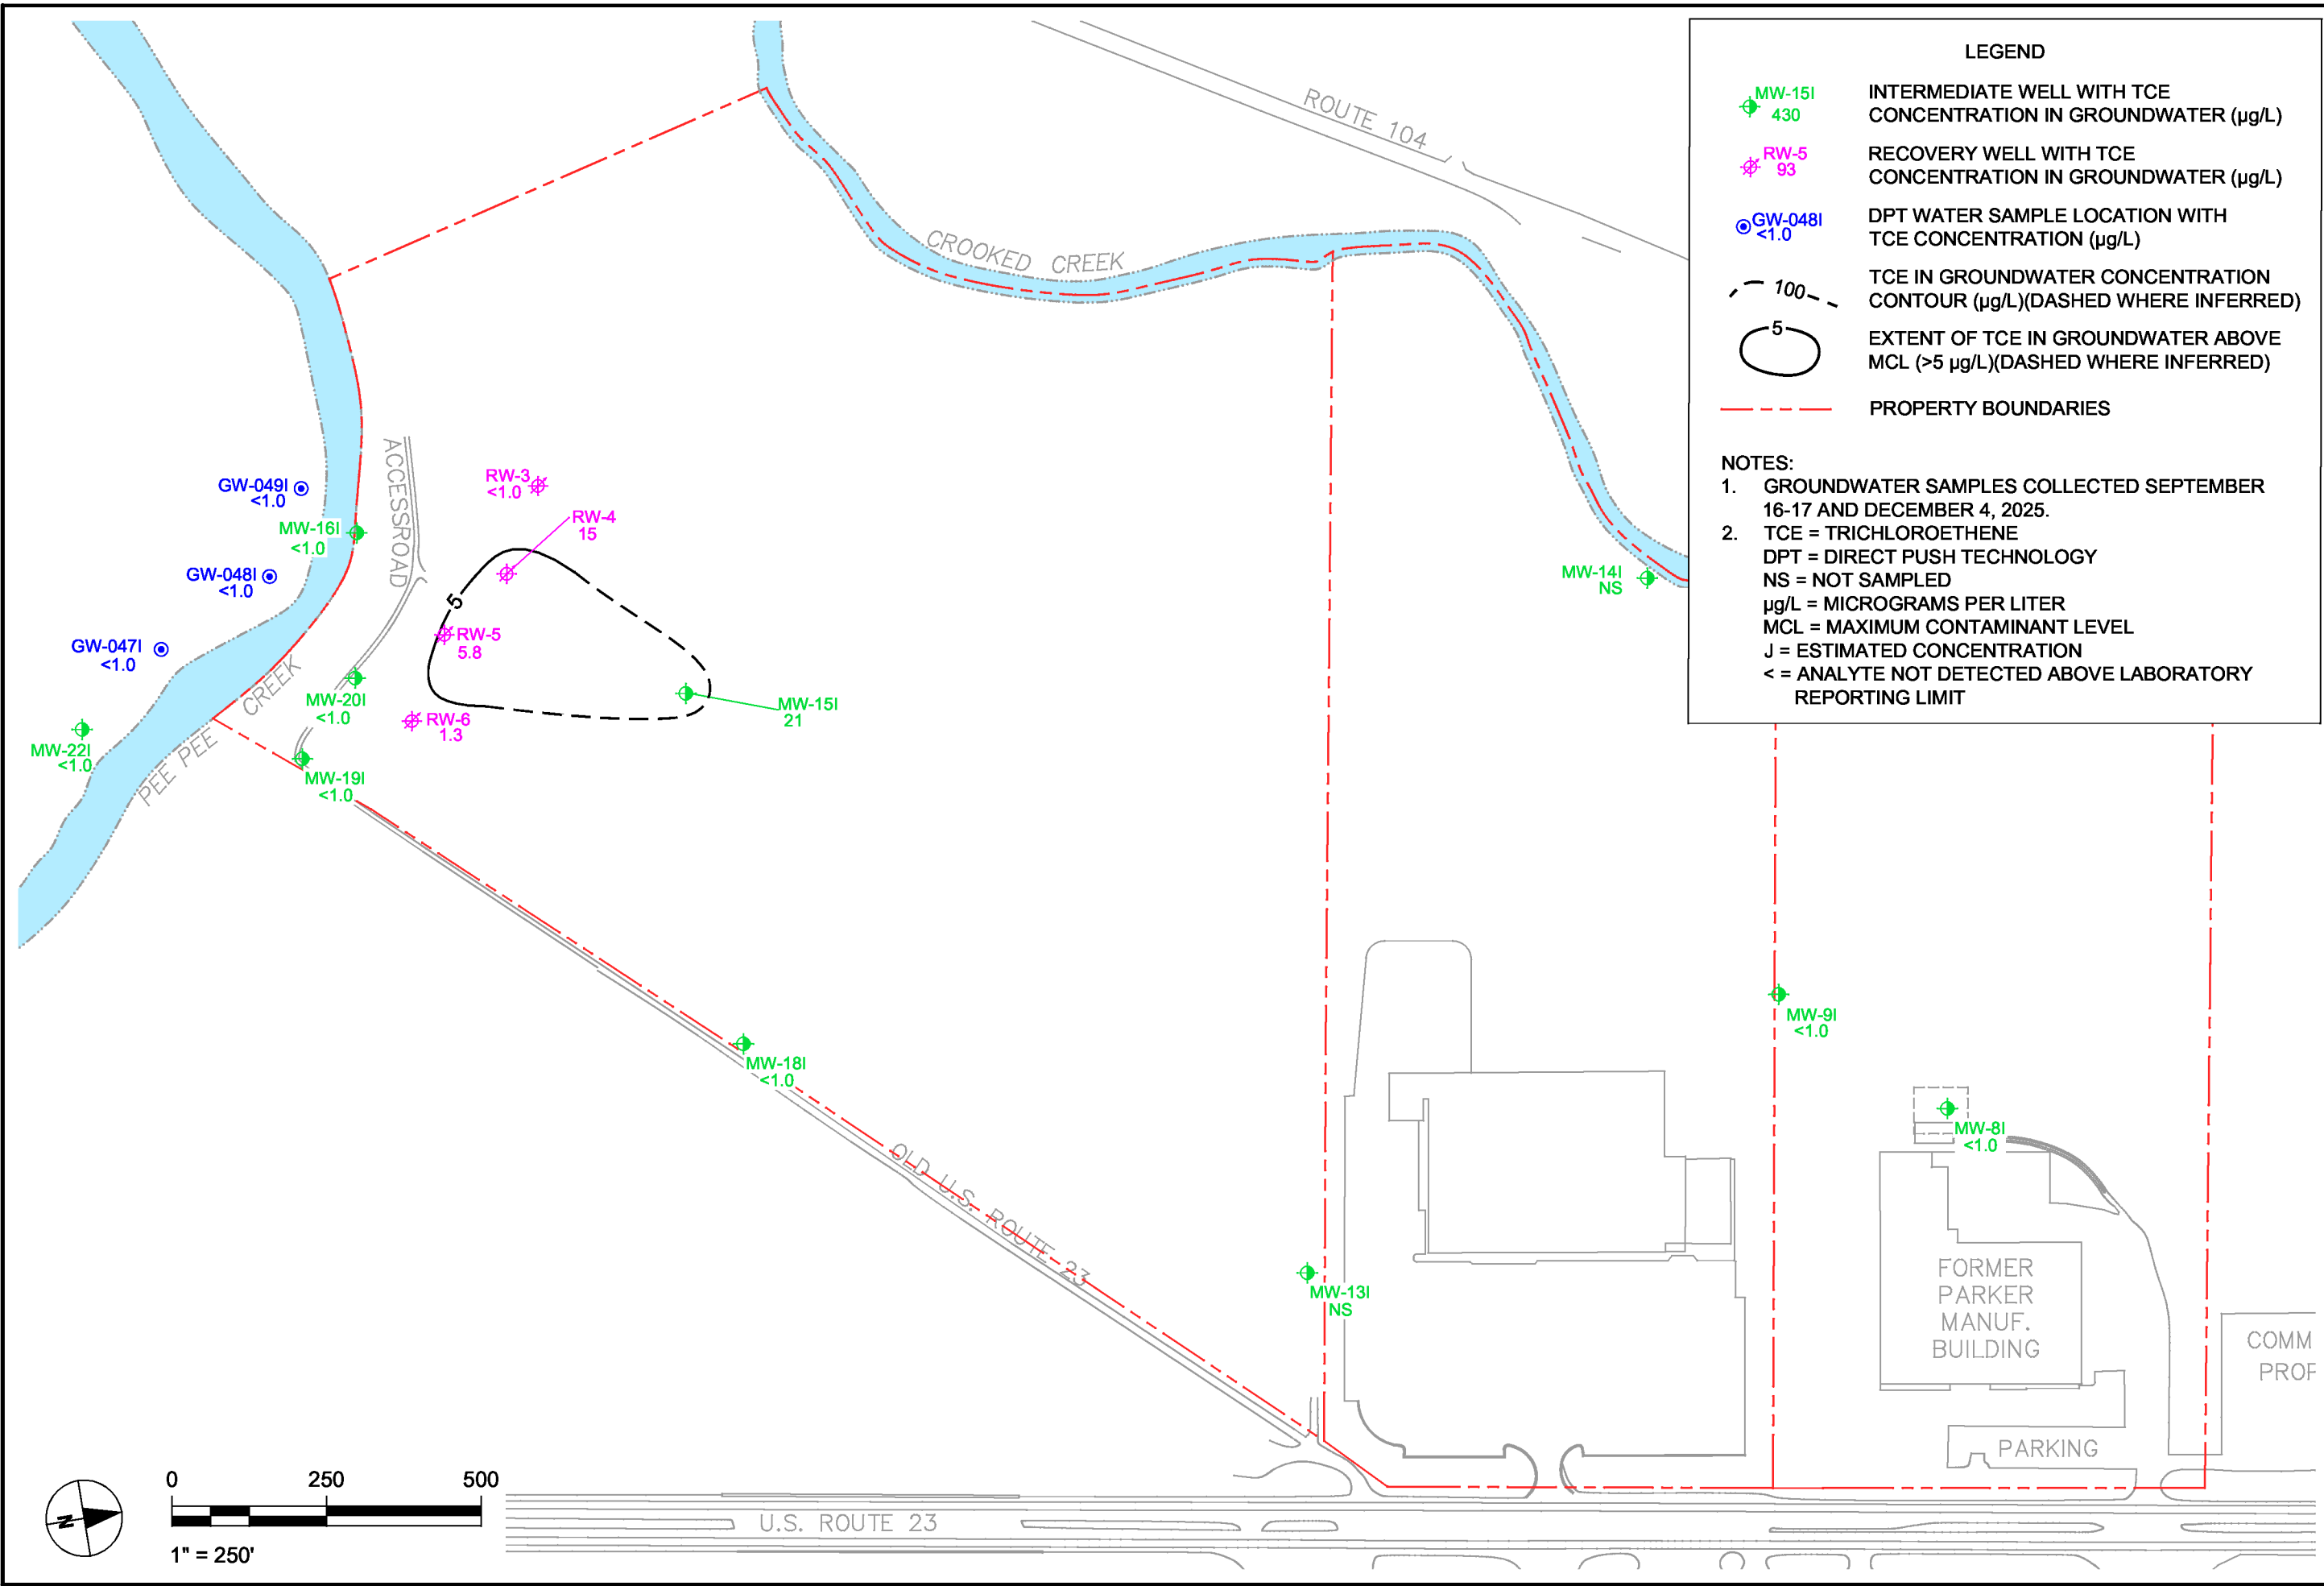 LEGEND
MW-15I
430
INTERMEDIATE WELL WITH TCE
CONCENTRATION IN GROUNDWATER (µg/L)
RW-5
93
RECOVERY WELL WITH TCE
CONCENTRATION IN GROUNDWATER (µg/L)
GW-048I
<1.0
DPT WATER SAMPLE LOCATION WITH
TCE CONCENTRATION (µg/L)
100
TCE IN GROUNDWATER CONCENTRATION
CONTOUR (µg/L)(DASHED WHERE INFERRED)
5
EXTENT OF TCE IN GROUNDWATER ABOVE
MCL (>5 µg/L)(DASHED WHERE INFERRED)
PROPERTY BOUNDARIES
NOTES:
1. GROUNDWATER SAMPLES COLLECTED SEPTEMBER
16-17 AND DECEMBER 4, 2025.
2. TCE = TRICHLOROETHENE
DPT = DIRECT PUSH TECHNOLOGY
NS = NOT SAMPLED
µg/L = MICROGRAMS PER LITER
MCL = MAXIMUM CONTAMINANT LEVEL
J = ESTIMATED CONCENTRATION
< = ANALYTE NOT DETECTED ABOVE LABORATORY
REPORTING LIMIT
ROUTE 104
CROOKED CREEK
ACCESSROAD
GW-049I
<1.0
RW-3
<1.0
MW-16I
<1.0
RW-4
15
GW-048I
<1.0
MW-14I
NS
5
RW-5
5.8
GW-047I
<1.0
MW-20I
<1.0
MW-15I
21
RW-6
1.3
PEE PEE CREEK
MW-22I
<1.0
MW-19I
<1.0
MW-9I
<1.0
MW-18I
<1.0
MW-8I
<1.0
OLD U.S. ROUTE 23
MW-13I
NS
FORMER
PARKER
MANUF.
BUILDING
COMM
PROF
PARKING
N
0 250 500
1" = 250'
U.S. ROUTE 23